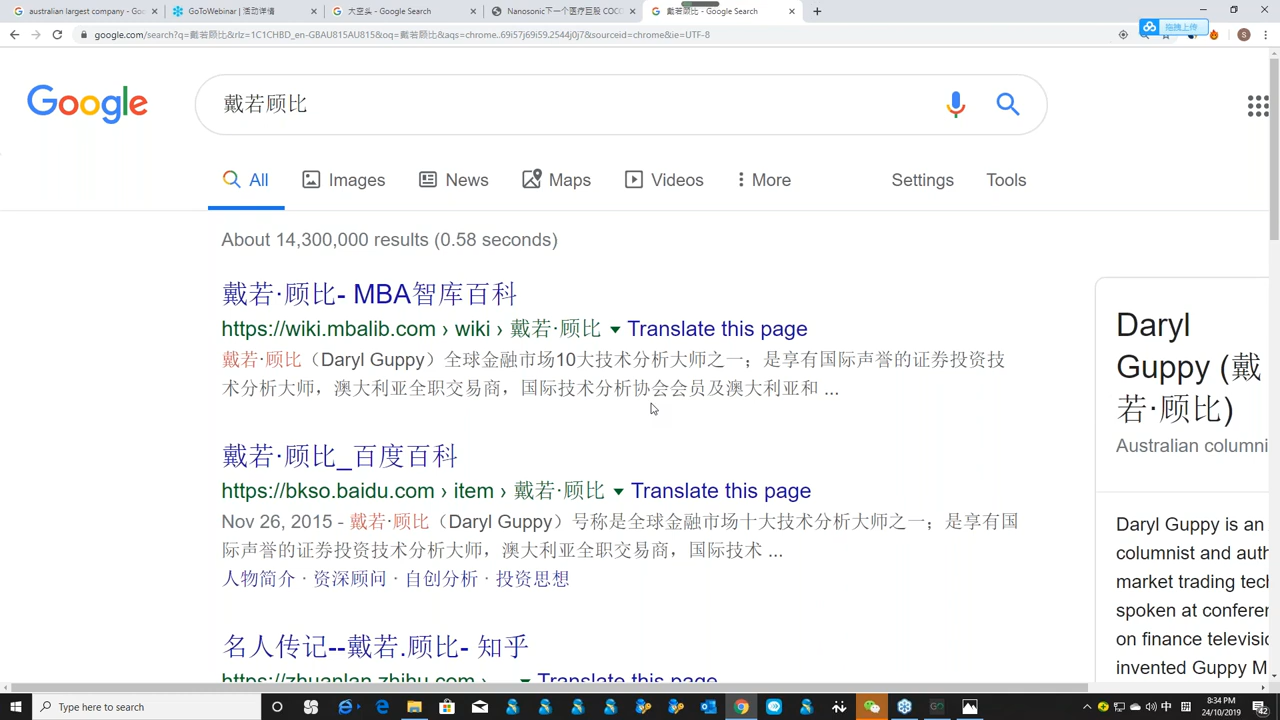 australian largest company - Goo
GoToWebinar | 活动详情
大空头 - Google Search
Nanosonic下一个医疗巨股 COC
戴若顾比 - Google Search
google.com/search?q=戴若顾比&rlz=1C1CHBD_en-GBAU815AU815&oq=戴若顾比&
69i57j69i59.2544j0j7&sourceid=chrome&ie=UTF-8
拖拽上传
S
Google
戴若顾比
All
Images
News
Maps
Videos
More
Settings
Tools
About 14,300,000 results (0.58 seconds)
戴若·顾比- MBA智库百科
https://wiki.mbalib.com › wiki › 戴若·顾比 Translate this page
戴若·顾比（Daryl Guppy）全球金融市场10大技术分析大师之一；是享有国际声誉的证券投资技
术分析大师，澳大利亚全职交易商，国际技术分析协会会员及澳大利亚和 ...
戴若·顾比_百度百科
https://bkso.baidu.com › item › 戴若·顾比 Translate this page
Nov 26, 2015 - 戴若·顾比（Daryl Guppy）号称是全球金融市场十大技术分析大师之一；是享有国
际声誉的证券投资技术分析大师，澳大利亚全职交易商，国际技术 ...
人物简介 · 资深顾问 · 自创分析 · 投资思想
名人传记--戴若.顾比- 知乎
https://zhuanlan.zhihu.com › Translate this page
Daryl
Guppy (戴
若·顾比)
Australian columni
Daryl Guppy is an
columnist and auth
market trading tech
spoken at conferen
on finance televisio
invented Guppy M
Type here to search
中
8:34 PM
24/10/2019
42